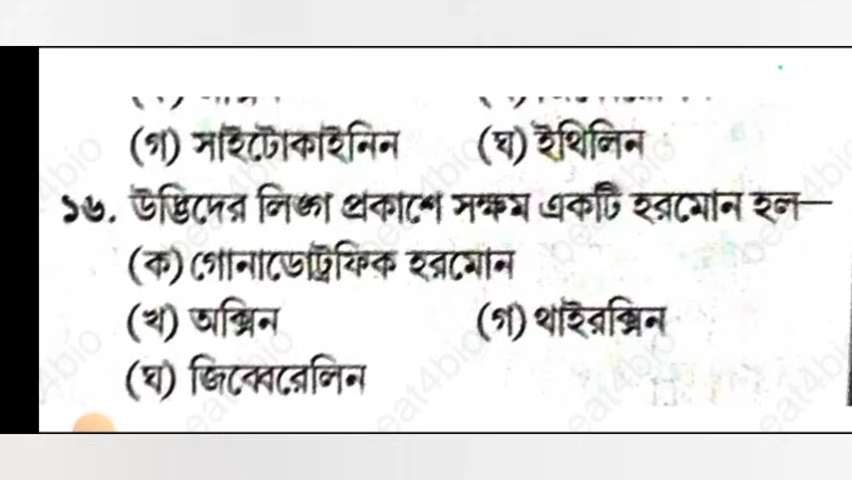 (গ) সাইটোকাইনিন (ঘ) ইথিলিন
১৬. উদ্ভিদের লিঙ্গ প্রকাশে সক্ষম একটি হরমোন হল—
(ক) গোনাডোট্রফিক হরমোন
(খ) অক্সিন (গ) থাইরক্সিন
(ঘ) জিব্বেরেলিন